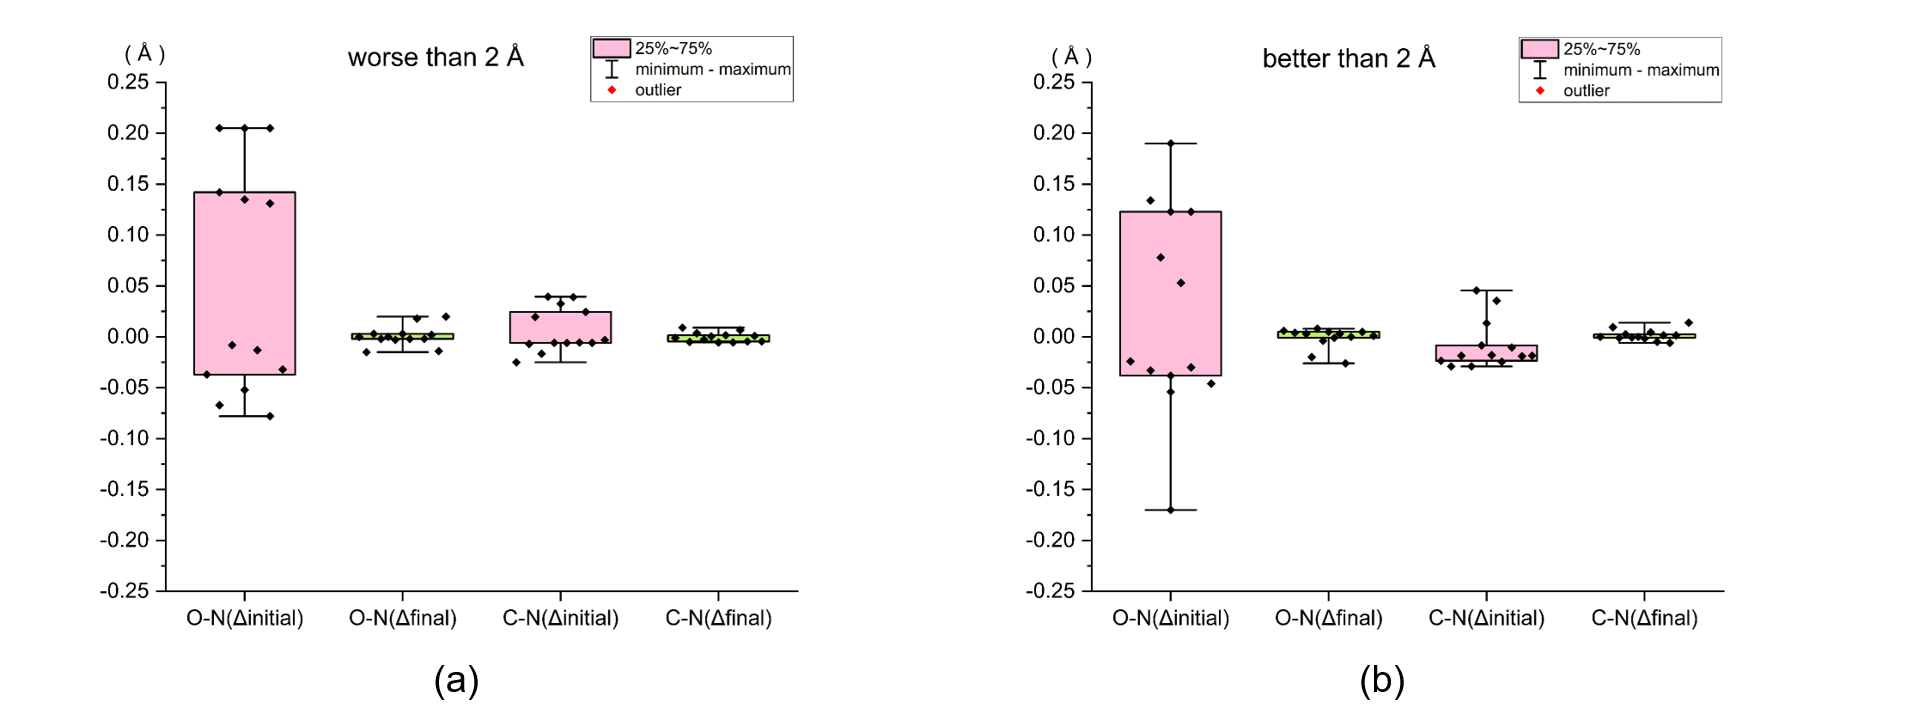 ( Å )
worse than 2 Å
25%~75%
minimum - maximum
outlier
0.25
0.20
0.15
0.10
0.05
0.00
-0.05
-0.10
-0.15
-0.20
-0.25
O-N(Δinitial)
O-N(Δfinal)
C-N(Δinitial)
C-N(Δfinal)
(a)
( Å )
better than 2 Å
25%~75%
minimum - maximum
outlier
0.25
0.20
0.15
0.10
0.05
0.00
-0.05
-0.10
-0.15
-0.20
-0.25
O-N(Δinitial)
O-N(Δfinal)
C-N(Δinitial)
C-N(Δfinal)
(b)